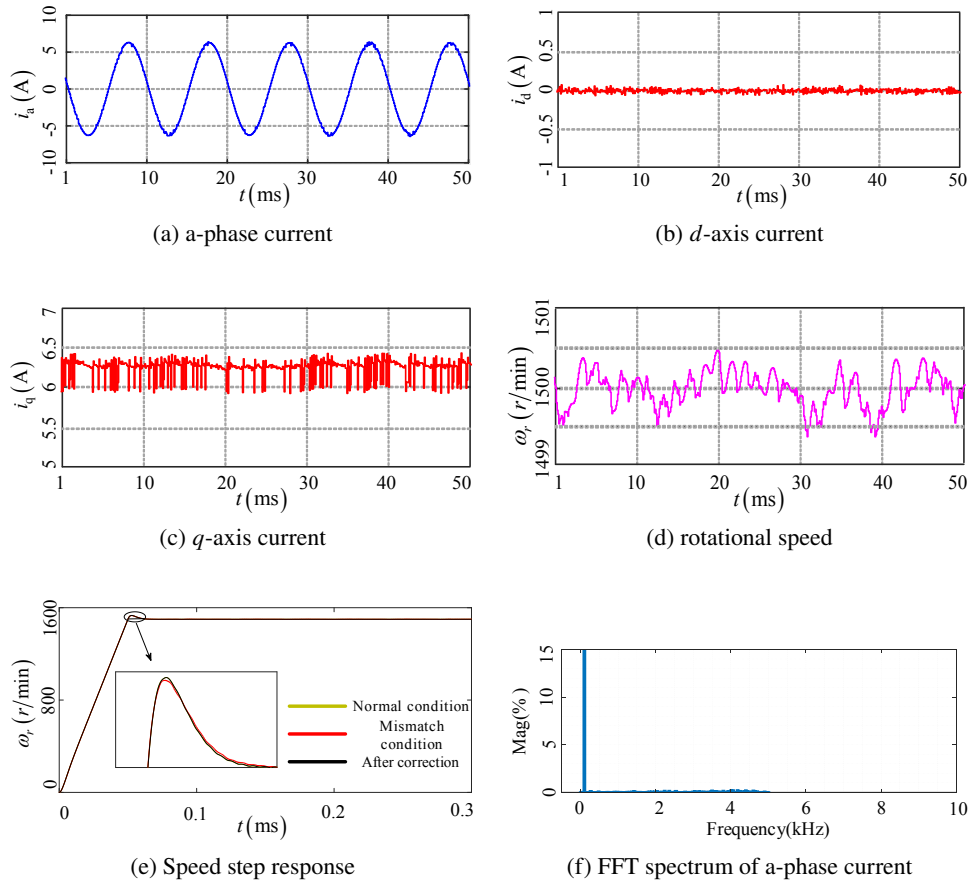 10
5
0
-5
-10
i_a (A)
1
10
20
30
40
50
t (ms)
(a) a-phase current
1
0.5
0
-0.5
-1
i_d (A)
1
10
20
30
40
50
t (ms)
(b) d-axis current
7
6.5
6
5.5
5
i_q (A)
1
10
20
30
40
50
t (ms)
(c) q-axis current
1501
1500
1499
ω_r (r/min)
1
10
20
30
40
50
t (ms)
(d) rotational speed
1600
800
0
ω_r (r/min)
Normal condition
Mismatch
condition
After correction
0
0.1
0.2
0.3
t (ms)
(e) Speed step response
15
10
5
0
Mag(%)
0
2
4
6
8
10
Frequency(kHz)
(f) FFT spectrum of a-phase current